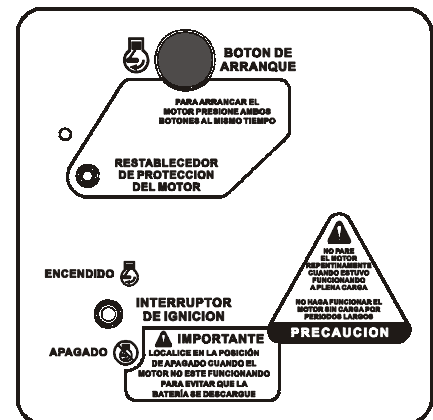 BOTON DE
ARRANQUE
PARA ARRANCAR EL
MOTOR PRESIONE AMBOS
BOTONES AL MISMO TIEMPO
RESTABLECEDOR
DE PROTECCION
DEL MOTOR
NO PARE
EL MOTOR
REPENTINAMENTE
CUANDO ESTUVO
FUNCIONANDO
A PLENA CARGA
NO HAGA FUNCIONAR EL
MOTOR SIN CARGA POR
PERIODOS LARGOS
PRECAUCION
ENCENDIDO
INTERRUPTOR
DE IGNICION
APAGADO
IMPORTANTE
LOCALICE EN LA POSICIÓN
DE APAGADO CUANDO EL
MOTOR NO ESTE FUNCIONANDO
PARA EVITAR QUE LA
BATERÍA SE DESCARGUE